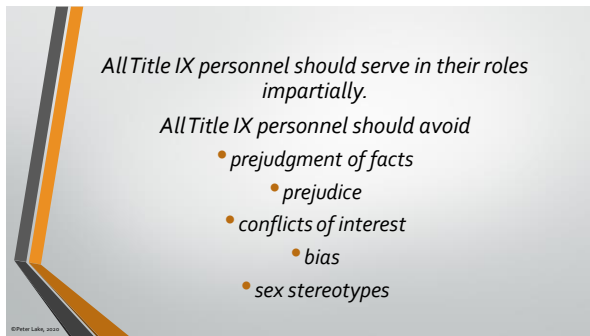 All Title IX personnel should serve in their roles
impartially.
All Title IX personnel should avoid
• prejudgment of facts
• prejudice
• conflicts of interest
• bias
• sex stereotypes
©Peter Lake, 2020